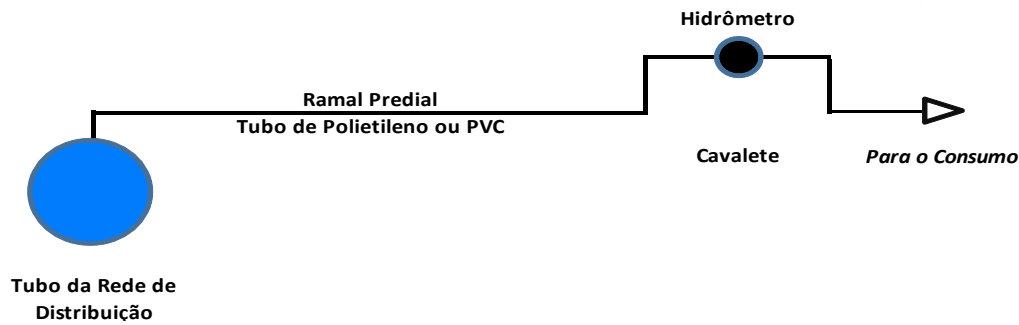 Hidrômetro
Ramal Predial
Tubo de Polietileno ou PVC
Cavalete
Para o Consumo
Tubo da Rede de
Distribuição